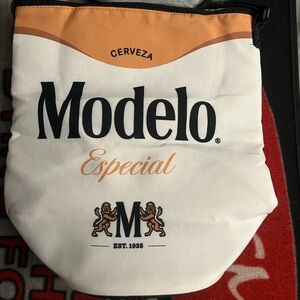 CERVEZA
Modelo®
Especial
M
EST. 1925